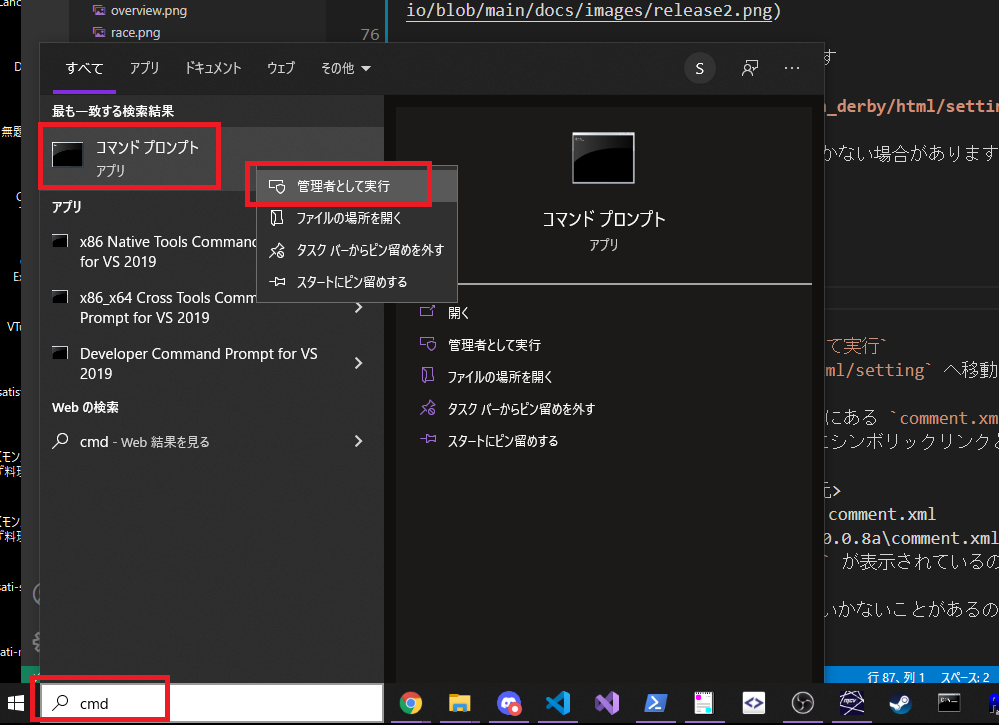 overview.png
race.png
76
io/blob/main/docs/images/release2.png)
すべて アプリ ドキュメント ウェブ その他
S
...
す
最も一致する検索結果
コマンド プロンプト
アプリ
_derby/html/settin
かない場合があります
無題
管理者として実行
ファイルの場所を開く
タスク バーからピン留めを外す
スタートにピン留めする
コマンド プロンプト
アプリ
アプリ
x86 Native Tools Command
for VS 2019
x86_x64 Cross Tools Comm
Prompt for VS 2019
Developer Command Prompt for VS
2019
Web の検索
cmd - Web 結果を見る
開く
管理者として実行
ファイルの場所を開く
タスク バーからピン留めを外す
スタートにピン留めする
VTu
て実行`
ml/setting` へ移動
にある `comment.xm
シンボリックリンクと
comment.xml
0.0.8a\comment.xml
` が表示されているの
いかないことがあるの
行 87、列 1 スペース: 2
cmd